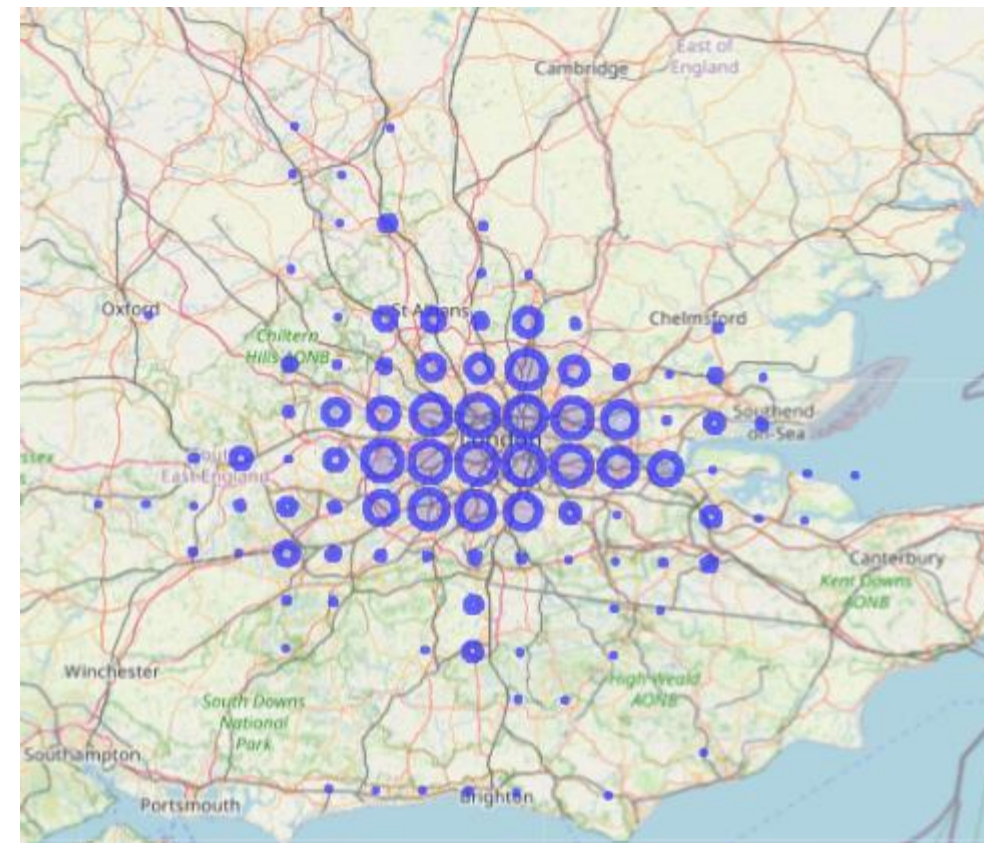 Cambridge
East of
England
Oxford
St Albans
Chelmsford
Chiltern
Hills AONB
Southend
-on-Sea
London
South
East England
Canterbury
Kent Downs
AONB
Winchester
High Weald
AONB
South Downs
National
Park
Southampton
Portsmouth
Brighton